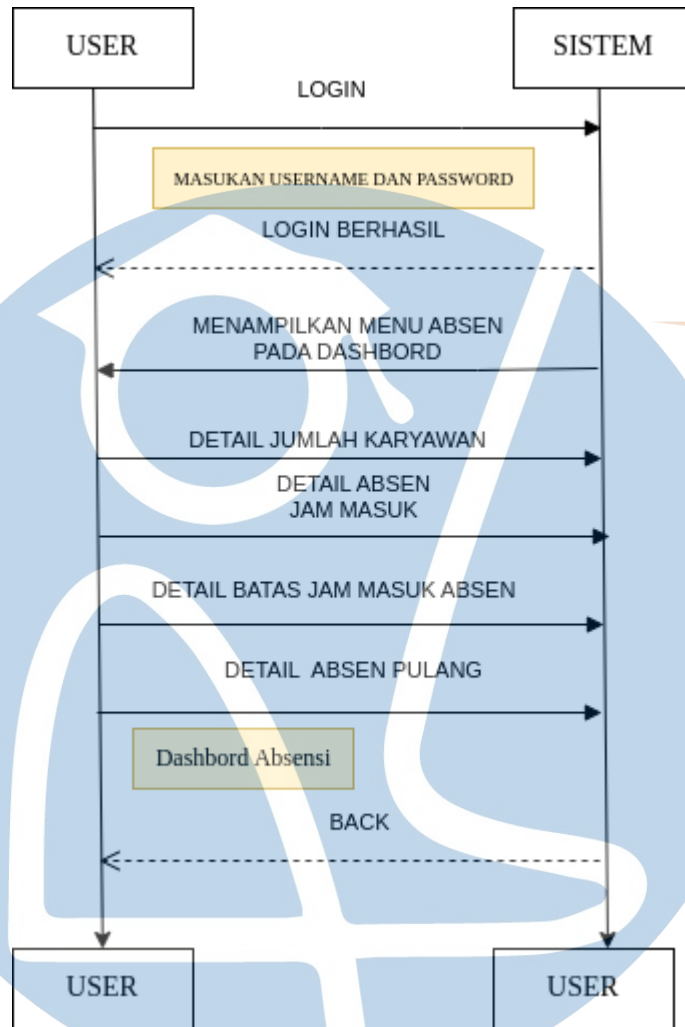 USER
SISTEM
LOGIN
MASUKAN USERNAME DAN PASSWORD
LOGIN BERHASIL
MENAMPILKAN MENU ABSEN
PADA DASHBORD
DETAIL JUMLAH KARYAWAN
DETAIL ABSEN
JAM MASUK
DETAIL BATAS JAM MASUK ABSEN
DETAIL ABSEN PULANG
Dashbord Absensi
BACK
USER
USER